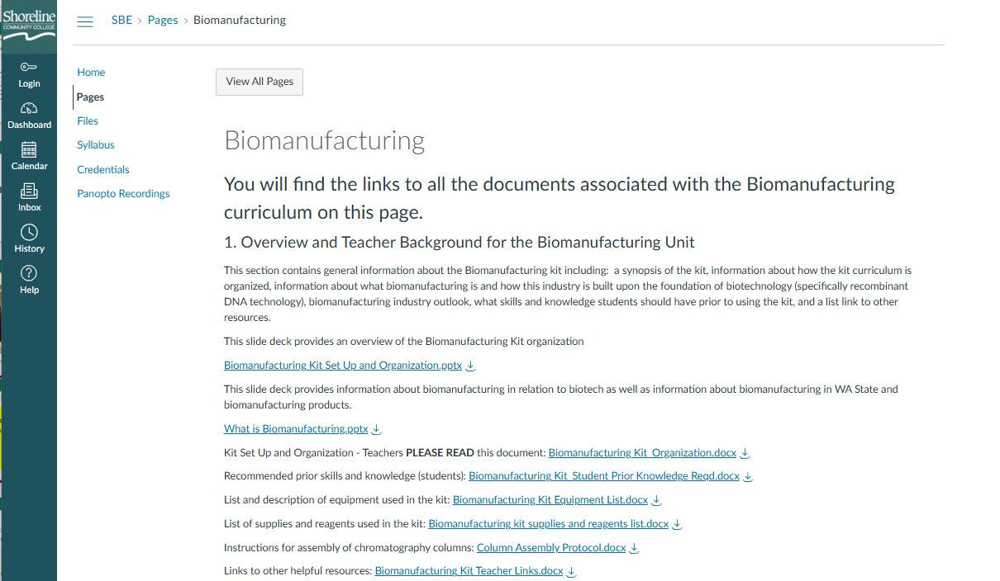 Shoreline
COMMUNITY COLLEGE
SBE > Pages > Biomanufacturing
Login
Dashboard
Calendar
Inbox
History
Help
Home
Pages
Files
Syllabus
Credentials
Panopto Recordings
View All Pages
Biomanufacturing
You will find the links to all the documents associated with the Biomanufacturing
curriculum on this page.
1. Overview and Teacher Background for the Biomanufacturing Unit
This section contains general information about the Biomanufacturing kit including: a synopsis of the kit, information about how the kit curriculum is
organized, information about what biomanufacturing is and how this industry is built upon the foundation of biotechnology (specifically recombinant
DNA technology), biomanufacturing industry outlook, what skills and knowledge students should have prior to using the kit, and a list link to other
resources.
This slide deck provides an overview of the Biomanufacturing Kit organization
Biomanufacturing Kit Set Up and Organization.pptx
This slide deck provides information about biomanufacturing in relation to biotech as well as information about biomanufacturing in WA State and
biomanufacturing products.
What is Biomanufacturing.pptx
Kit Set Up and Organization - Teachers PLEASE READ this document: Biomanufacturing Kit_Organization.docx
Recommended prior skills and knowledge (students): Biomanufacturing Kit_Student Prior Knowledge Reqd.docx
List and description of equipment used in the kit: Biomanufacturing Kit Equipment List.docx
List of supplies and reagents used in the kit: Biomanufacturing kit supplies and reagents list.docx
Instructions for assembly of chromatography columns: Column Assembly Protocol.docx
Links to other helpful resources: Biomanufacturing Kit Teacher Links.docx